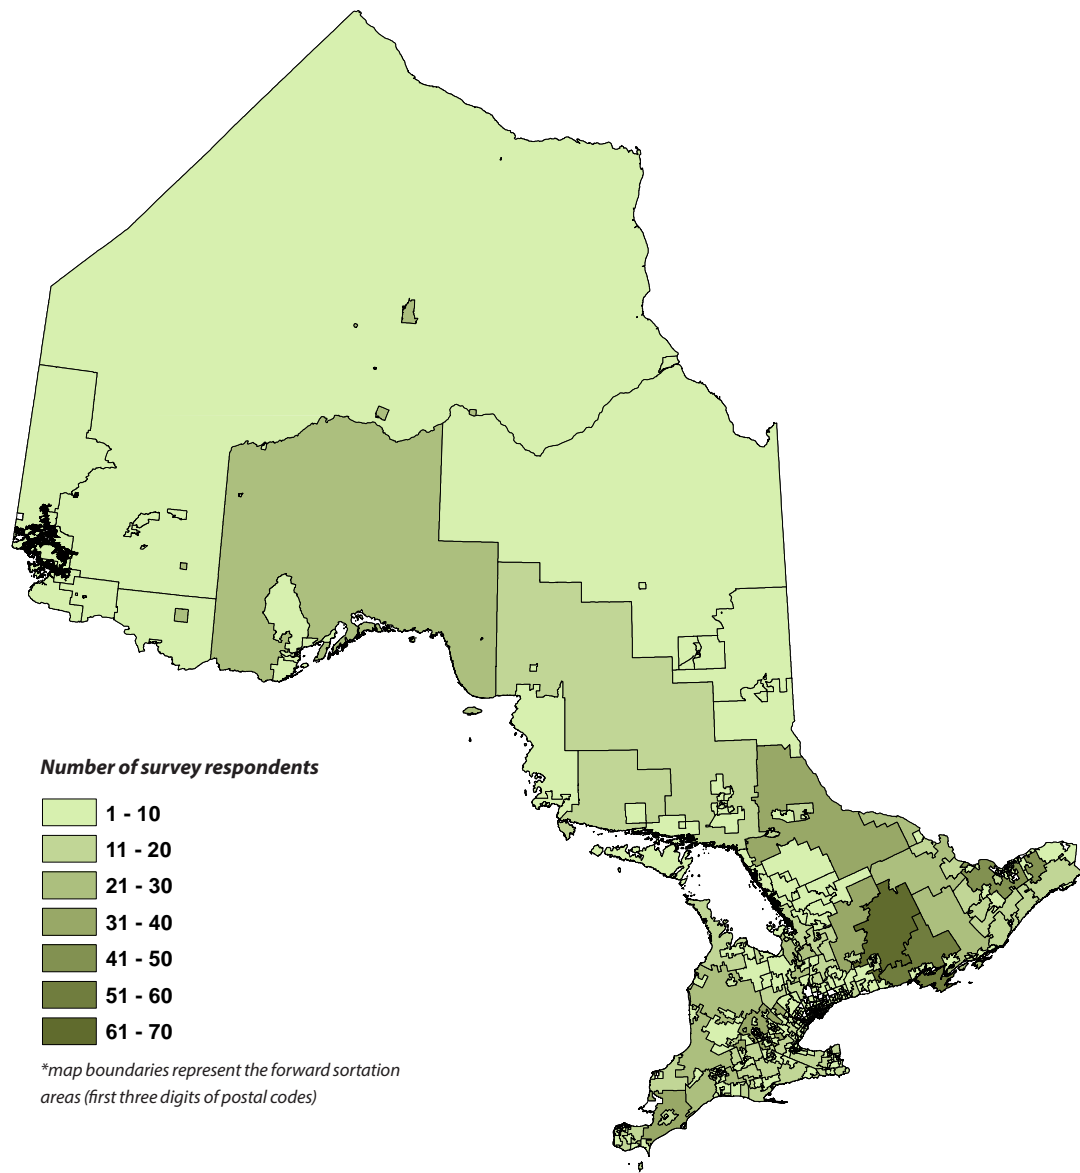 Number of survey respondents
1 - 10
11 - 20
21 - 30
31 - 40
41 - 50
51 - 60
61 - 70
*map boundaries represent the forward sortation
areas (first three digits of postal codes)